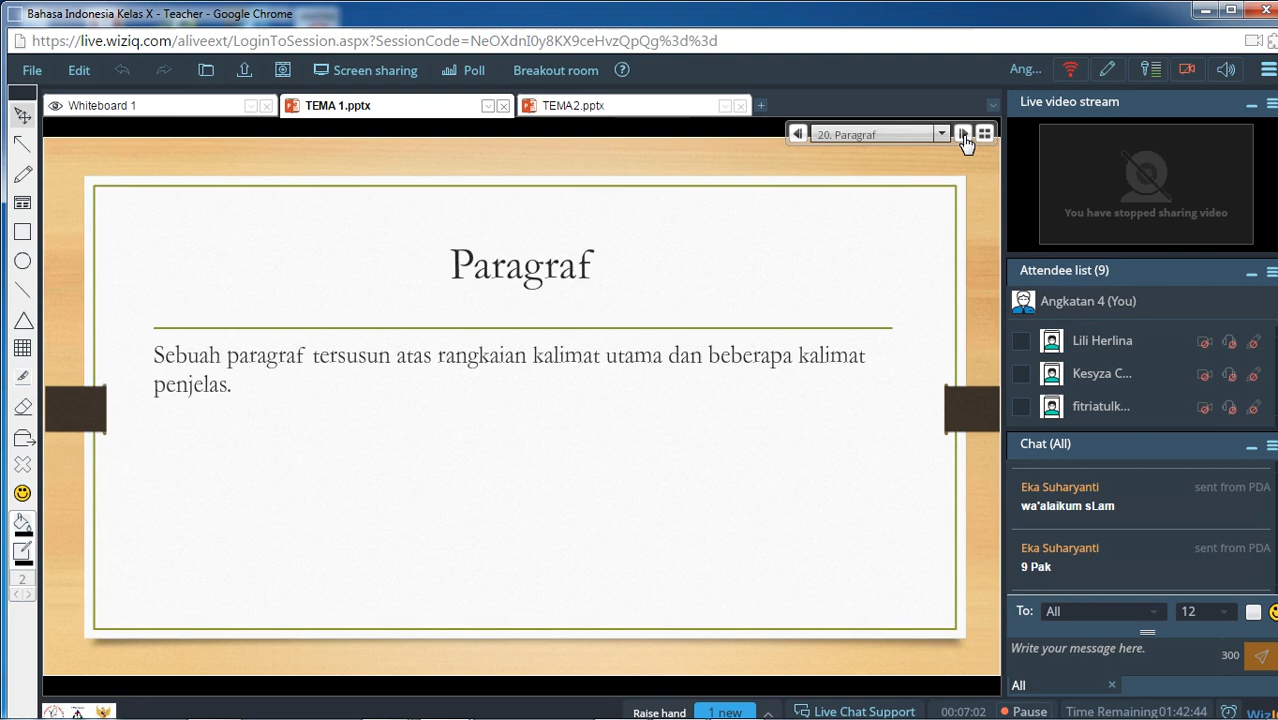 Bahasa Indonesia Kelas X - Teacher - Google Chrome
https://live.wiziq.com/aliveext/LoginToSession.aspx?SessionCode=NeOXdnI0y8KX9ceHvzQpQg%3d%3d
File Edit Screen sharing Poll Breakout room Ang...
Whiteboard 1 TEMA 1.pptx TEMA2.pptx
20. Paragraf
Paragraf
Sebuah paragraf tersusun atas rangkaian kalimat utama dan beberapa kalimat
penjelas.
2
Live video stream
You have stopped sharing video
Attendee list (9)
Angkatan 4 (You)
Lili Herlina
Kesyza C...
fitriatulk...
Chat (All)
Eka Suharyanti sent from PDA
wa'alaikum sLam
Eka Suharyanti sent from PDA
9 Pak
To: All 12
Write your message here. 300
All
Raise hand 1 new Live Chat Support 00:07:02 Pause Time Remaining 01:42:44 WizI